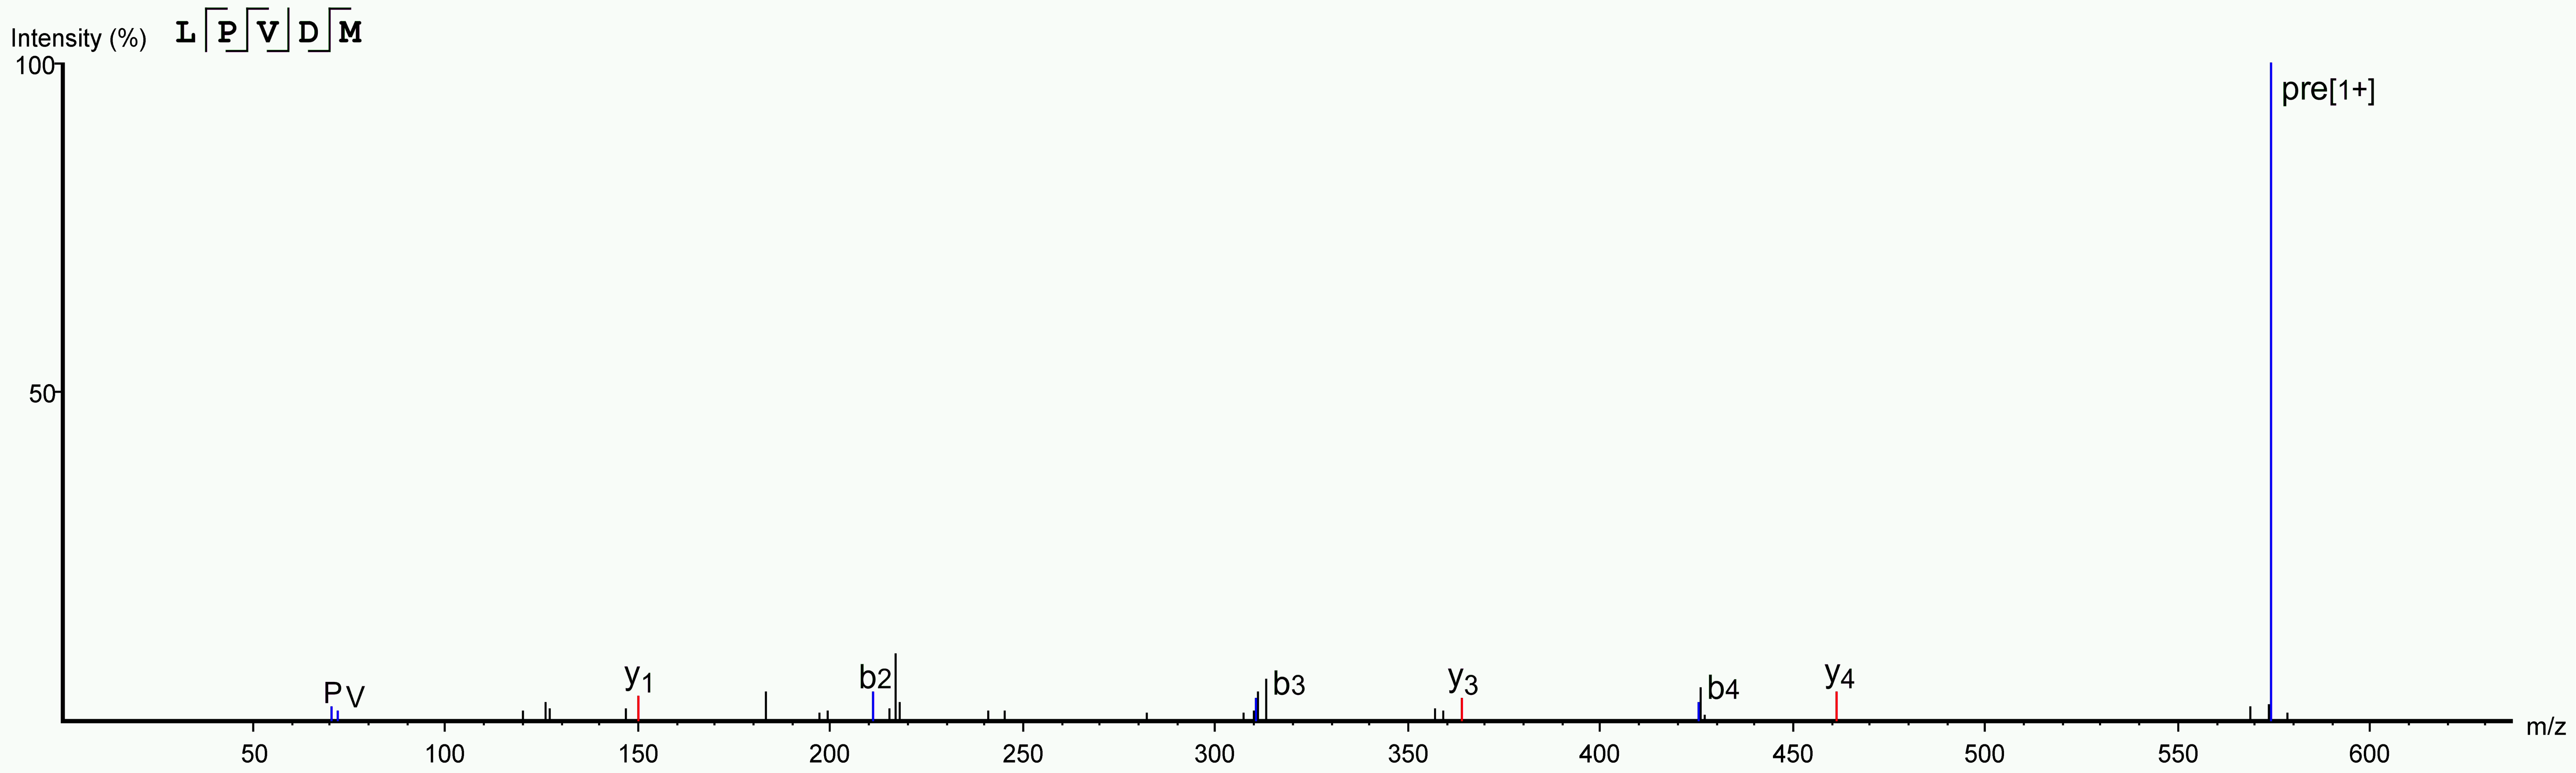 Intensity (%) L P V D M
100
pre[1+]
50
P V y1 b2 b3 y3 b4 y4
m/z
50 100 150 200 250 300 350 400 450 500 550 600